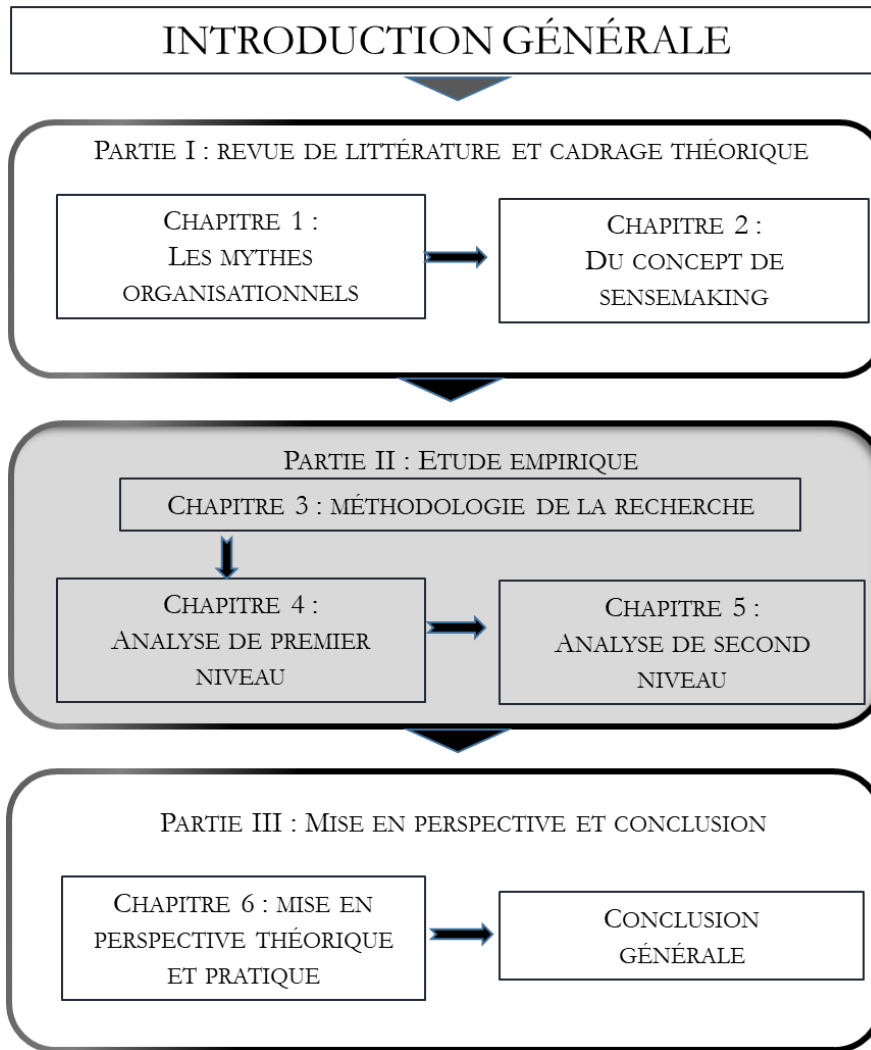 INTRODUCTION GÉNÉRALE
PARTIE I : REVUE DE LITTÉRATURE ET CADRAGE THÉORIQUE
CHAPITRE 1 :
LES MYTHES
ORGANISATIONNELS
CHAPITRE 2 :
DU CONCEPT DE
SENSEMAKING
PARTIE II : ETUDE EMPIRIQUE
CHAPITRE 3 : MÉTHODOLOGIE DE LA RECHERCHE
CHAPITRE 4 :
ANALYSE DE PREMIER
NIVEAU
CHAPITRE 5 :
ANALYSE DE SECOND
NIVEAU
PARTIE III : MISE EN PERSPECTIVE ET CONCLUSION
CHAPITRE 6 : MISE EN
PERSPECTIVE THÉORIQUE
ET PRATIQUE
CONCLUSION
GÉNÉRALE